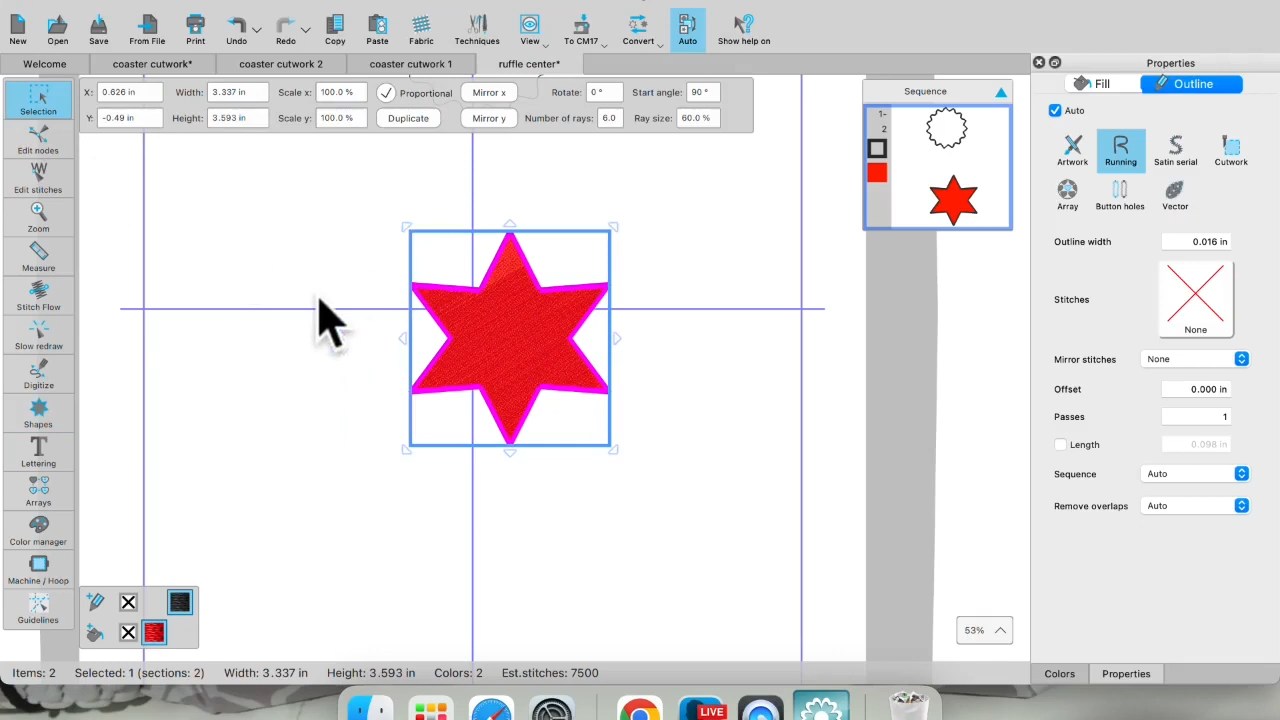 New
Open
Save
From File
Print
Undo
Redo
Copy
Paste
Fabric
Techniques
View
To CM17
Convert
Auto
Show help on
Welcome
coaster cutwork*
coaster cutwork 2
coaster cutwork 1
ruffle center*
X: 0.626 in Width: 3.337 in Scale x: 100.0 % Proportional Mirror x Rotate: 0 ° Start angle: 90 °
Y: -0.49 in Height: 3.593 in Scale y: 100.0 % Duplicate Mirror y Number of rays: 6.0 Ray size: 60.0 %
Selection
Edit nodes
Edit stitches
Zoom
Measure
Stitch Flow
Slow redraw
Digitize
Shapes
Lettering
Arrays
Color manager
Machine / Hoop
Guidelines
Sequence
1-
2
53%
Properties
Fill
Outline
Auto
Artwork
R
Running
Satin serial
Cutwork
Array
Button holes
Vector
Outline width 0.016 in
Stitches
None
Mirror stitches None
Offset 0.000 in
Passes 1
Length 0.098 in
Sequence Auto
Remove overlaps Auto
Colors
Properties
Items: 2 Selected: 1 (sections: 2) Width: 3.337 in Height: 3.593 in Colors: 2 Est.stitches: 7500
LIVE